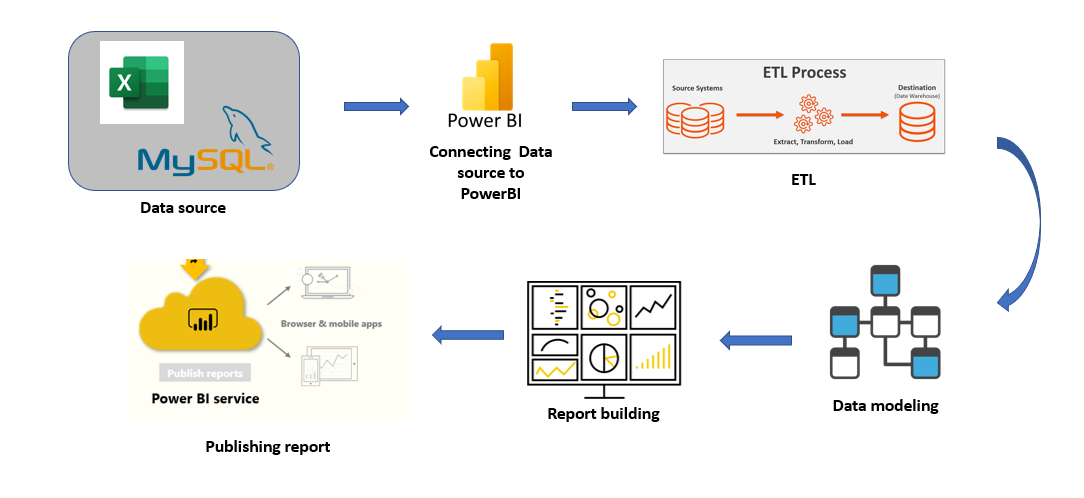 X
MySQL®
Data source
Power BI
Connecting Data
source to
PowerBI
ETL Process
Source Systems
Destination
(Date Warehouse)
Extract, Transform, Load
ETL
Data modeling
Report building
Browser & mobile apps
Publish reports
Power BI service
Publishing report